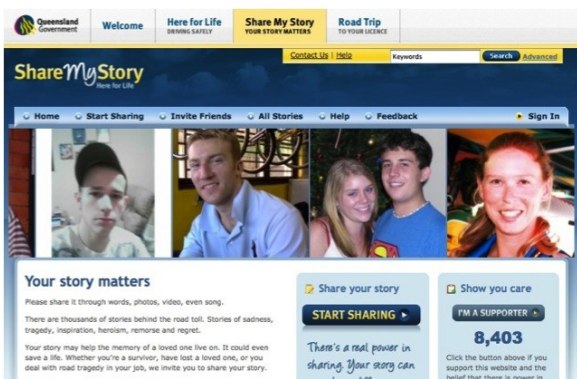 Queensland
Government
Welcome
Here for Life
DRIVING SAFELY
Share My Story
YOUR STORY MATTERS
Road Trip
TO YOUR LICENCE
Contact Us | Help
Keywords
Search
Advanced
ShareMyStory
Here for Life
Home
Start Sharing
Invite Friends
All Stories
Help
Feedback
Sign In
Your story matters
Please share it through words, photos, video, even song.
There are thousands of stories behind the road toll. Stories of sadness,
tragedy, inspiration, heroism, remorse and regret.
Your story may help the memory of a loved one live on. It could even
save a life. Whether you're a survivor, have lost a loved one, or you
deal with road tragedy in your job, we invite you to share your story.
Share your story
START SHARING
There's a real power in
sharing. Your story can
Show you care
I'M A SUPPORTER
8,403
Click the button above if you
support this website and the
belief that there is power in